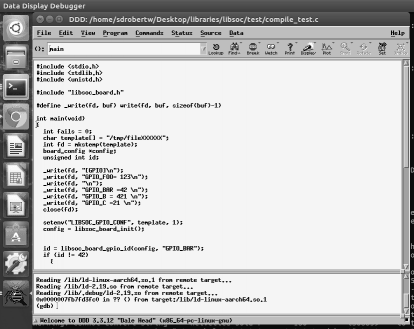 Data Display Debugger
DDD: /home/sdrobertw/Desktop/libraries/libsoc/test/compile_test.c
File Edit View Program Commands Status Source Data Help
(): main
Lookup Find» Break Watch Print Display Plot Set
#include <stdio.h>
#include <stdlib.h>
#include <unistd.h>
#include "libsoc_board.h"
#define _write(fd, buf) write(fd, buf, sizeof(buf)-1)
int main(void)
{
int fails = 0;
char template[] = "/tmp/fileXXXXXX";
int fd = mkstemp(template);
board_config *config;
unsigned int id;
_write(fd, "[GPIO]\n");
_write(fd, "GPIO_FOO= 123\n");
_write(fd, "\n");
_write(fd, "GPIO_BAR =42 \n");
_write(fd, "GPIO_B = 421 \n");
_write(fd, "GPIO_C =21 \n");
close(fd);
setenv("LIBSOC_GPIO_CONF", template, 1);
config = libsoc_board_init();
id = libsoc_board_gpio_id(config, "GPIO_BAR");
if (id != 42)
{
Reading /lib/ld-linux-aarch64.so.1 from remote target...
Reading /lib/ld-2.19.so from remote target...
Reading /lib/.debug/ld-2.19.so from remote target...
0x0000007fb7fd3fc0 in ?? () from target:/lib/ld-linux-aarch64.so.1
(gdb)
Welcome to DDD 3.3.12 "Dale Head" (x86_64-pc-linux-gnu)